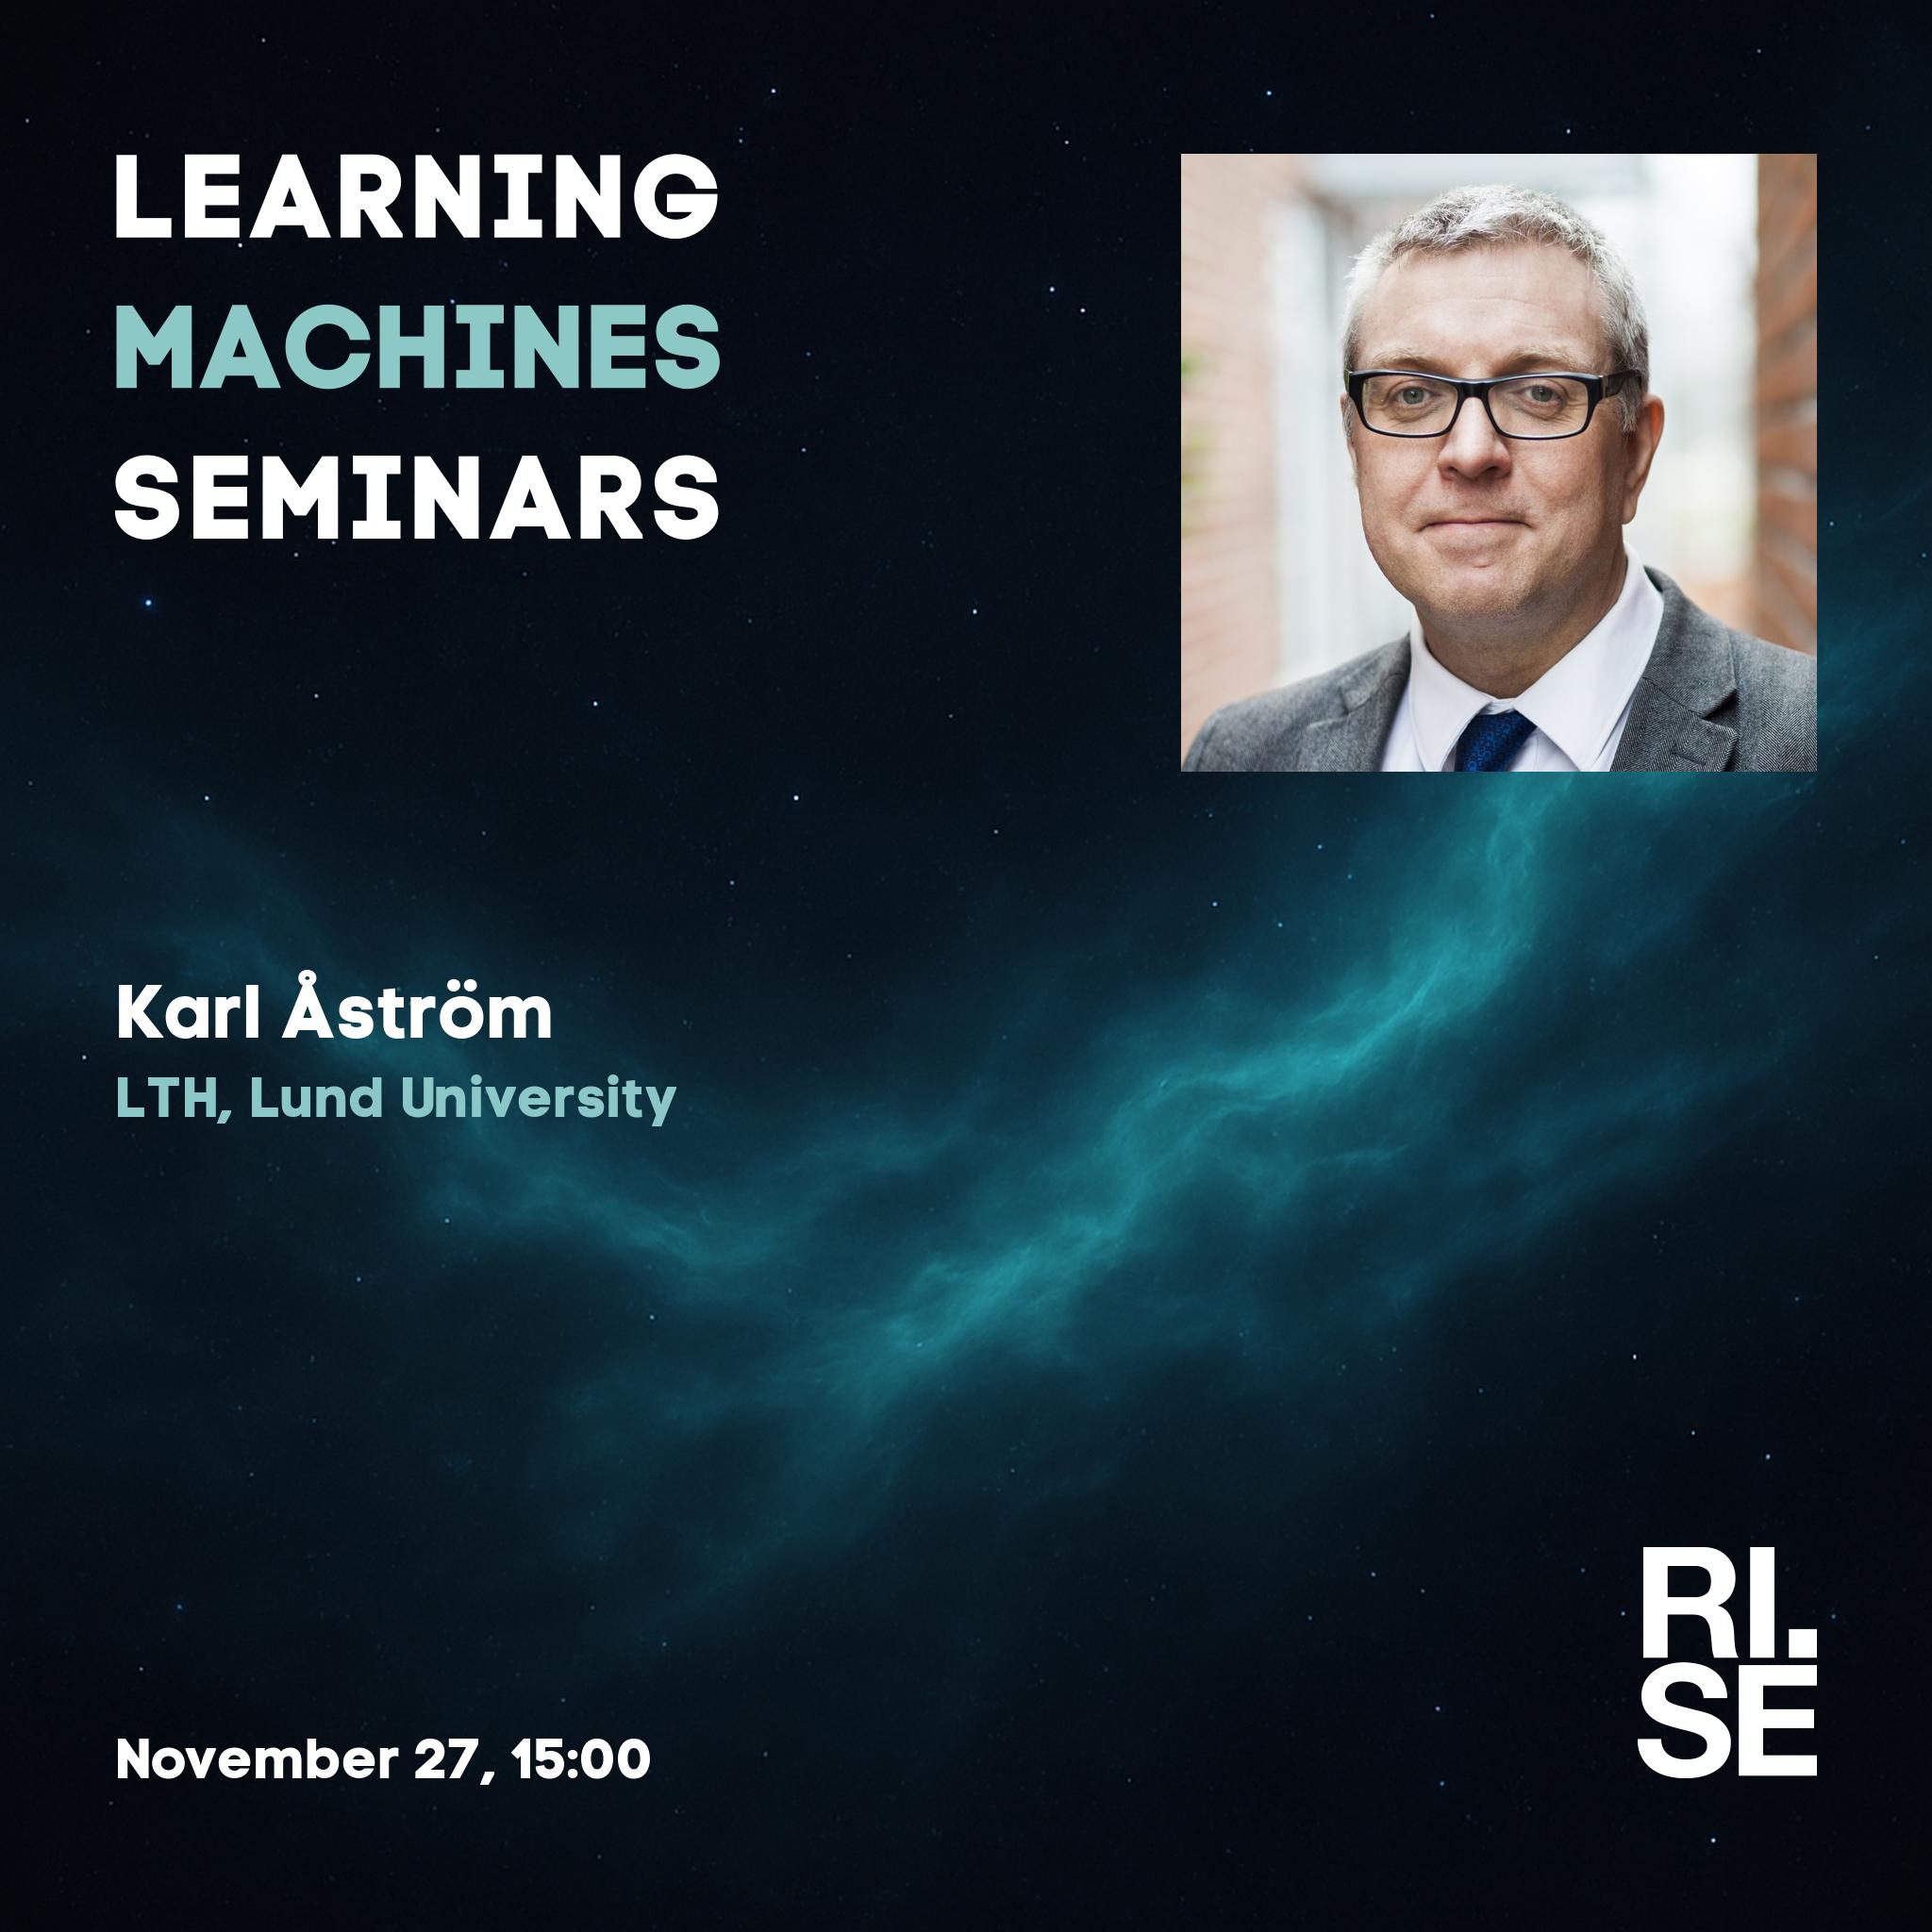 LEARNING
MACHINES
SEMINARS
Karl Åström
LTH, Lund University
November 27, 15:00
RI.
SE